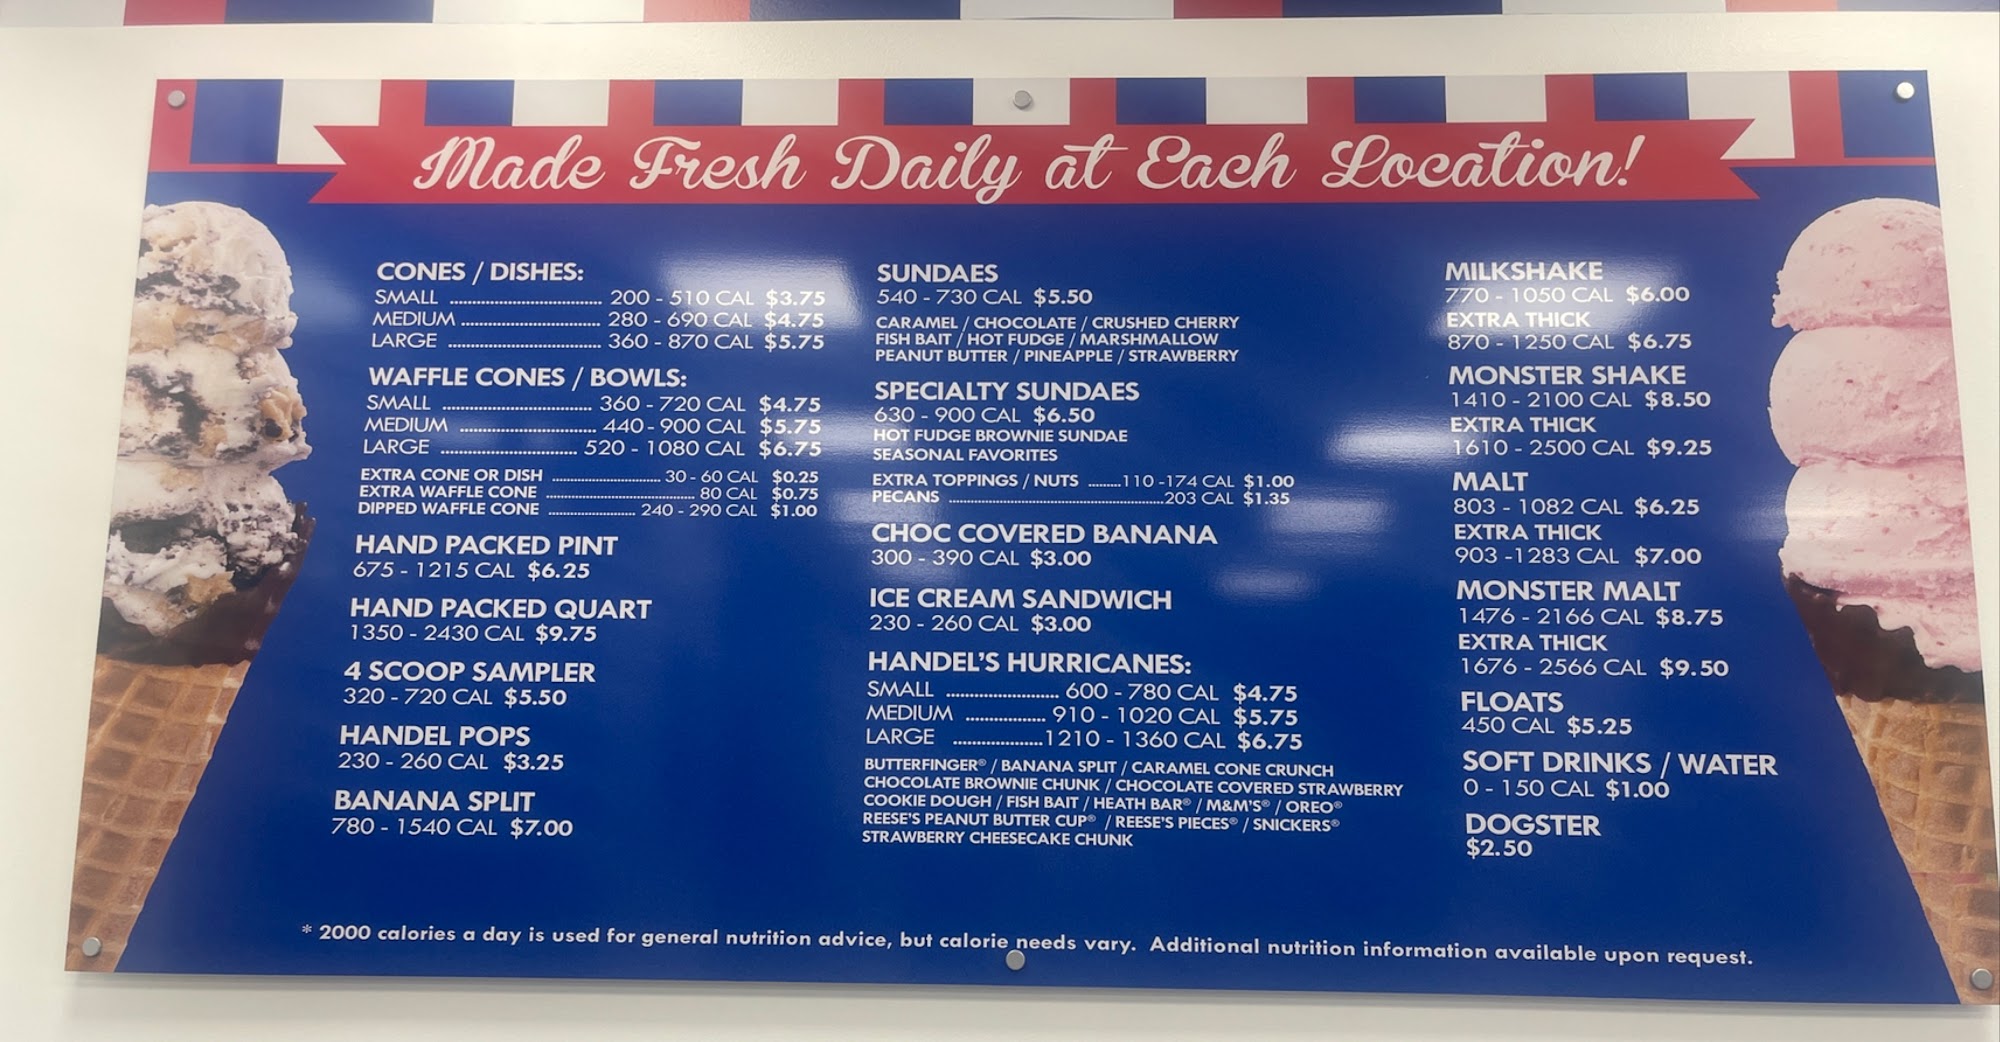 Made Fresh Daily at Each Location!
CONES / DISHES:
SMALL ........ 200 - 510 CAL $3.75
MEDIUM ........ 280 - 690 CAL $4.75
LARGE ........ 360 - 870 CAL $5.75
WAFFLE CONES / BOWLS:
SMALL ........ 360 - 720 CAL $4.75
MEDIUM ........ 440 - 900 CAL $5.75
LARGE ........ 520 - 1080 CAL $6.75
EXTRA CONE OR DISH ........ 30 - 60 CAL $0.25
EXTRA WAFFLE CONE ........ 80 CAL $0.75
DIPPED WAFFLE CONE ........ 240 - 290 CAL $1.00
HAND PACKED PINT
675 - 1215 CAL $6.25
HAND PACKED QUART
1350 - 2430 CAL $9.75
4 SCOOP SAMPLER
320 - 720 CAL $5.50
HANDEL POPS
230 - 260 CAL $3.25
BANANA SPLIT
780 - 1540 CAL $7.00
SUNDAES
540 - 730 CAL $5.50
CARAMEL / CHOCOLATE / CRUSHED CHERRY
FISH BAIT / HOT FUDGE / MARSHMALLOW
PEANUT BUTTER / PINEAPPLE / STRAWBERRY
SPECIALTY SUNDAES
630 - 900 CAL $6.50
HOT FUDGE BROWNIE SUNDAE
SEASONAL FAVORITES
EXTRA TOPPINGS / NUTS ........110 -174 CAL $1.00
PECANS ........203 CAL $1.35
CHOC COVERED BANANA
300 - 390 CAL $3.00
ICE CREAM SANDWICH
230 - 260 CAL $3.00
HANDEL'S HURRICANES:
SMALL ........ 600 - 780 CAL $4.75
MEDIUM ........ 910 - 1020 CAL $5.75
LARGE ........1210 - 1360 CAL $6.75
BUTTERFINGER® / BANANA SPLIT / CARAMEL CONE CRUNCH
CHOCOLATE BROWNIE CHUNK / CHOCOLATE COVERED STRAWBERRY
COOKIE DOUGH / FISH BAIT / HEATH BAR® / M&M'S® / OREO®
REESE'S PEANUT BUTTER CUP® / REESE'S PIECES® / SNICKERS®
STRAWBERRY CHEESECAKE CHUNK
MILKSHAKE
770 - 1050 CAL $6.00
EXTRA THICK
870 - 1250 CAL $6.75
MONSTER SHAKE
1410 - 2100 CAL $8.50
EXTRA THICK
1610 - 2500 CAL $9.25
MALT
803 - 1082 CAL $6.25
EXTRA THICK
903 -1283 CAL $7.00
MONSTER MALT
1476 - 2166 CAL $8.75
EXTRA THICK
1676 - 2566 CAL $9.50
FLOATS
450 CAL $5.25
SOFT DRINKS / WATER
0 - 150 CAL $1.00
DOGSTER
$2.50
* 2000 calories a day is used for general nutrition advice, but calorie needs vary. Additional nutrition information available upon request.